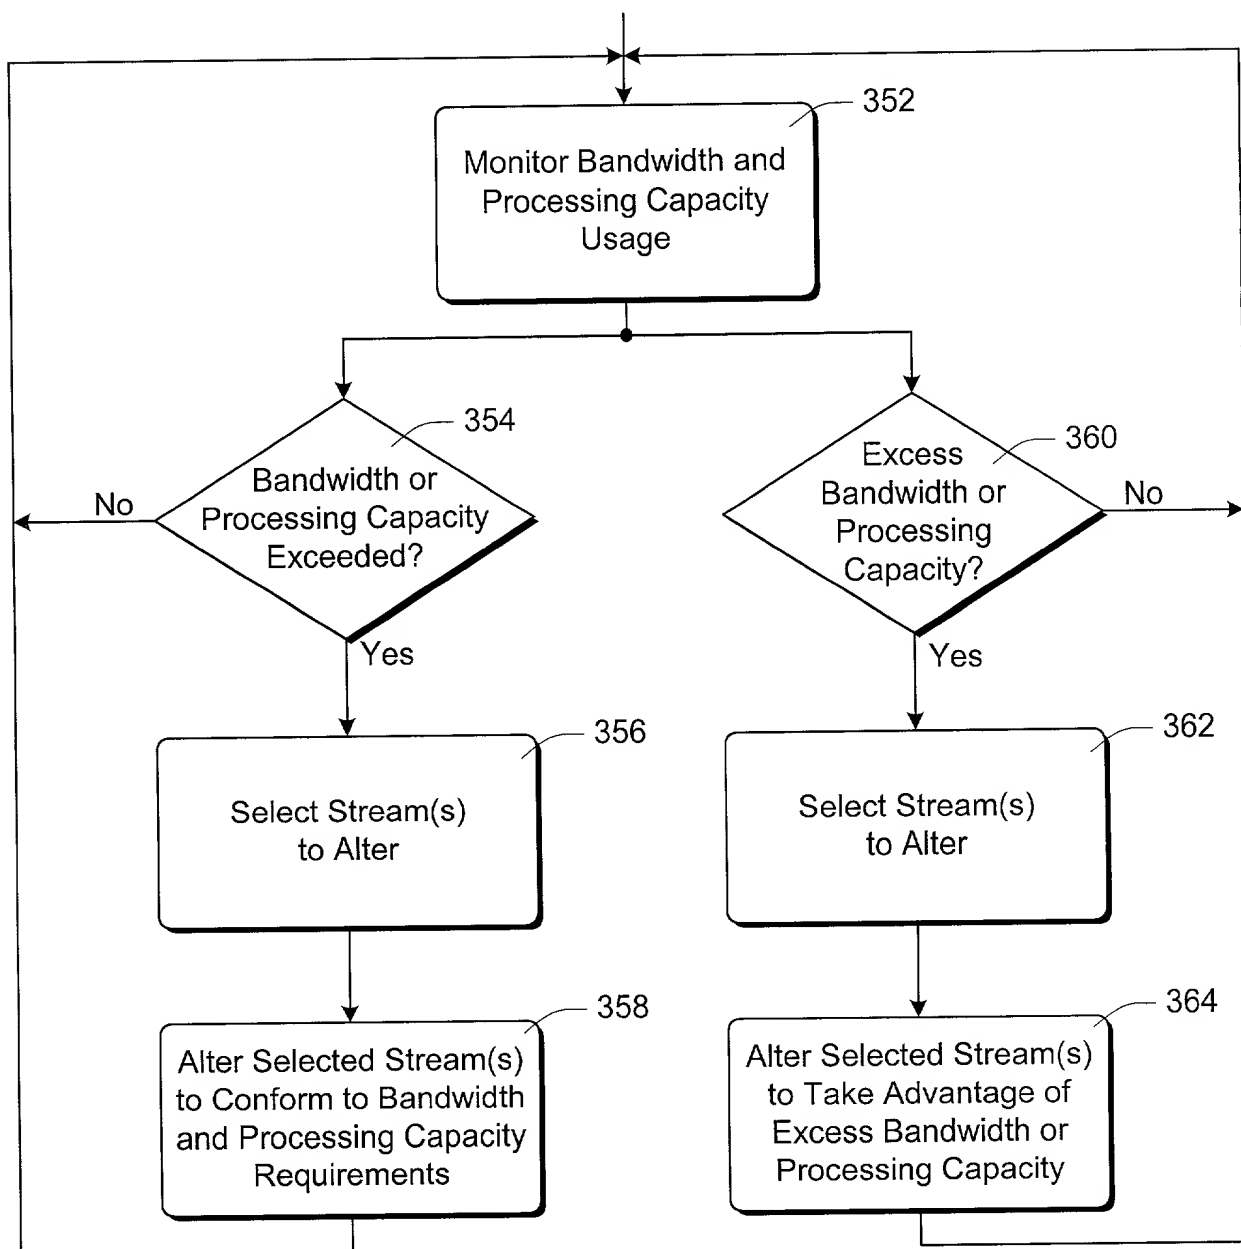 352
Monitor Bandwidth and
Processing Capacity
Usage
354
Bandwidth or
Processing Capacity
Exceeded?
No
Yes
360
Excess
Bandwidth or
Processing
Capacity?
No
Yes
356
Select Stream(s)
to Alter
362
Select Stream(s)
to Alter
358
Alter Selected Stream(s)
to Conform to Bandwidth
and Processing Capacity
Requirements
364
Alter Selected Stream(s)
to Take Advantage of
Excess Bandwidth or
Processing Capacity